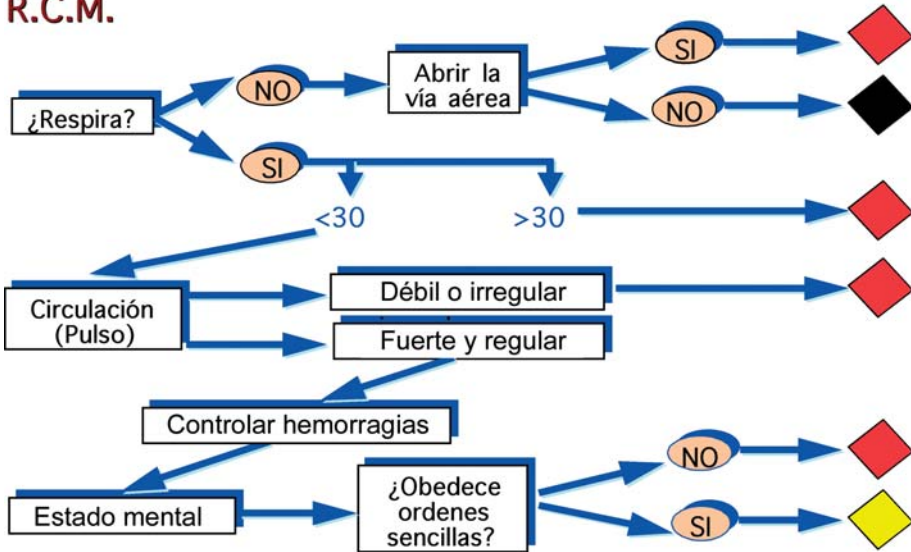 R.C.M.
¿Respira?
NO
Abrir la
vía aérea
SI
NO
SI
<30
>30
Circulación
(Pulso)
Débil o irregular
Fuerte y regular
Controlar hemorragias
Estado mental
¿Obedece
ordenes
sencillas?
NO
SI